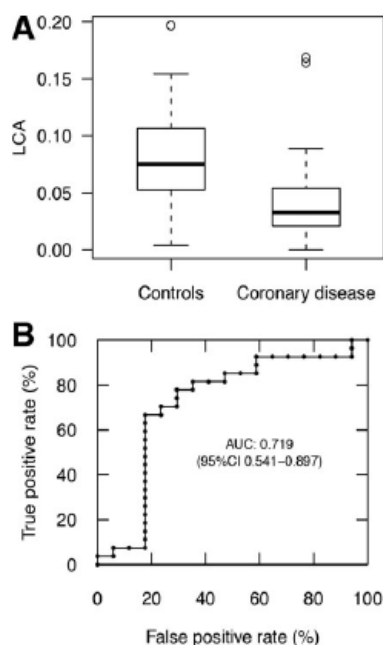 A
0.20
0.15
0.10
0.05
0.00
LCA
Controls
Coronary disease
B
100
80
60
40
20
0
True positive rate (%)
AUC: 0.719
(95%CI 0.541–0.897)
0
20
40
60
80
100
False positive rate (%)